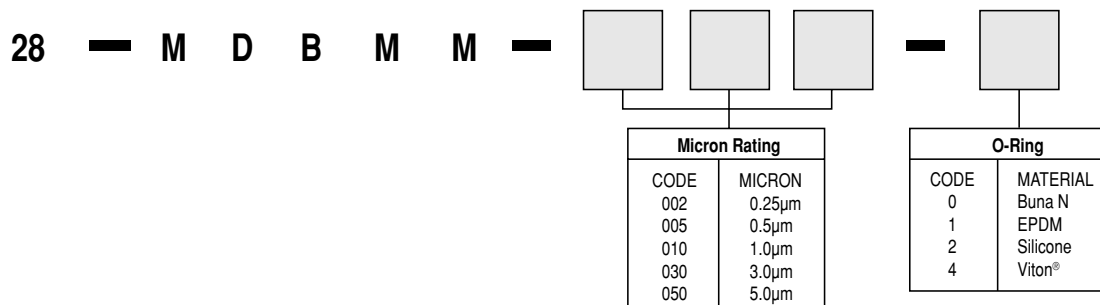 28 — M D B M M — —
Micron Rating
CODE MICRON
002 0.25µm
005 0.5µm
010 1.0µm
030 3.0µm
050 5.0µm
O-Ring
CODE MATERIAL
0 Buna N
1 EPDM
2 Silicone
4 Viton®